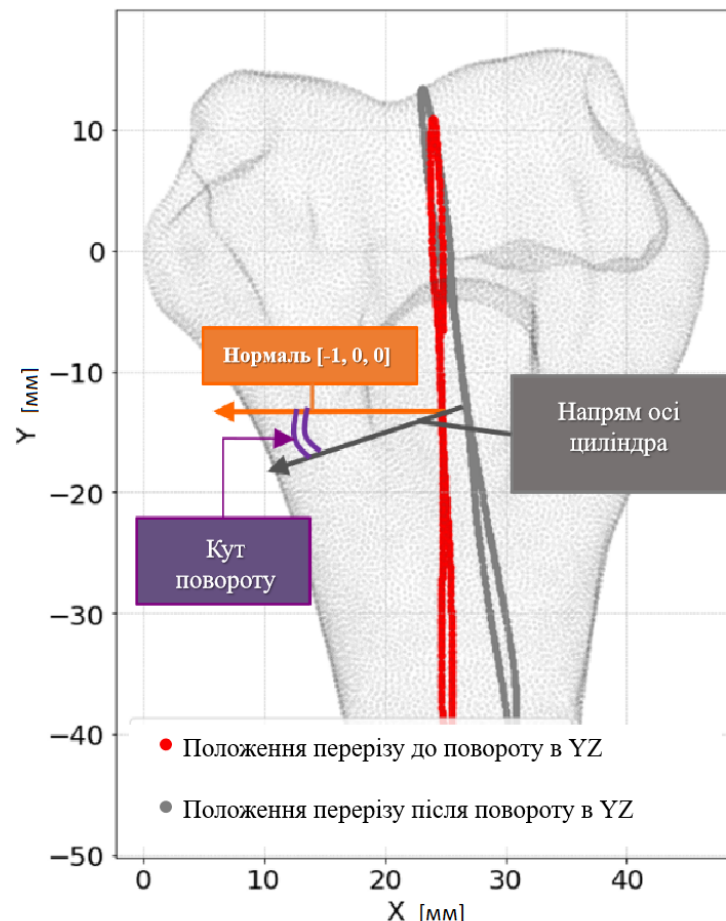 10
0
Нормаль [-1, 0, 0]
−10
Напрям осі
циліндра
Y [мм]
−20
Кут
повороту
−30
−40
Положення перерізу до повороту в YZ
Положення перерізу після повороту в YZ
−50
0 10 20 30 40
X [мм]